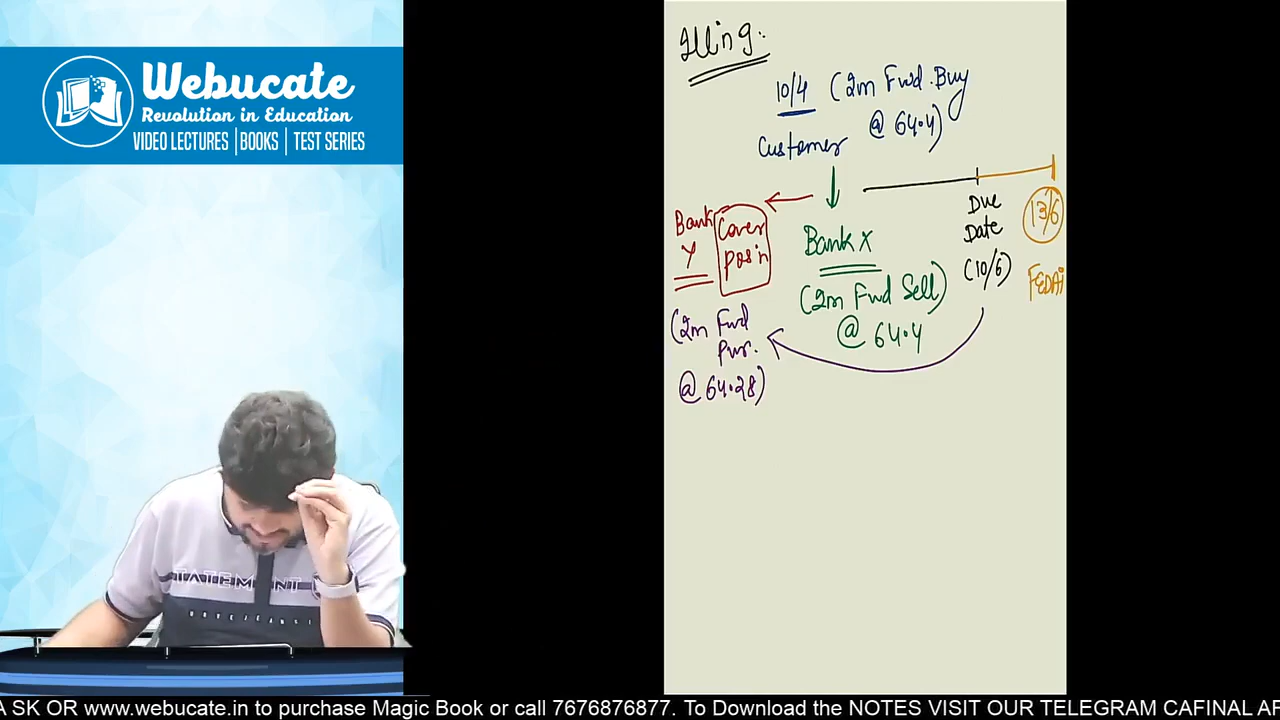 Webucate
Revolution in Education
VIDEO LECTURES | BOOKS | TEST SERIES
10/4 (2m Fwd. Buy
@ 64.4)
Customer
Bank
Y
Cover
pos'n
Bank X
(2m Fwd Sell)
@ 64.4
Due
Date
(10/6)
13/6
FEDAi
(2m Fwd
Pur.
@ 64.28)
TATEM NT
A SK OR www.webucate.in to purchase Magic Book or call 7676876877. To Download the NOTES VISIT OUR TELEGRAM CAFINAL AF